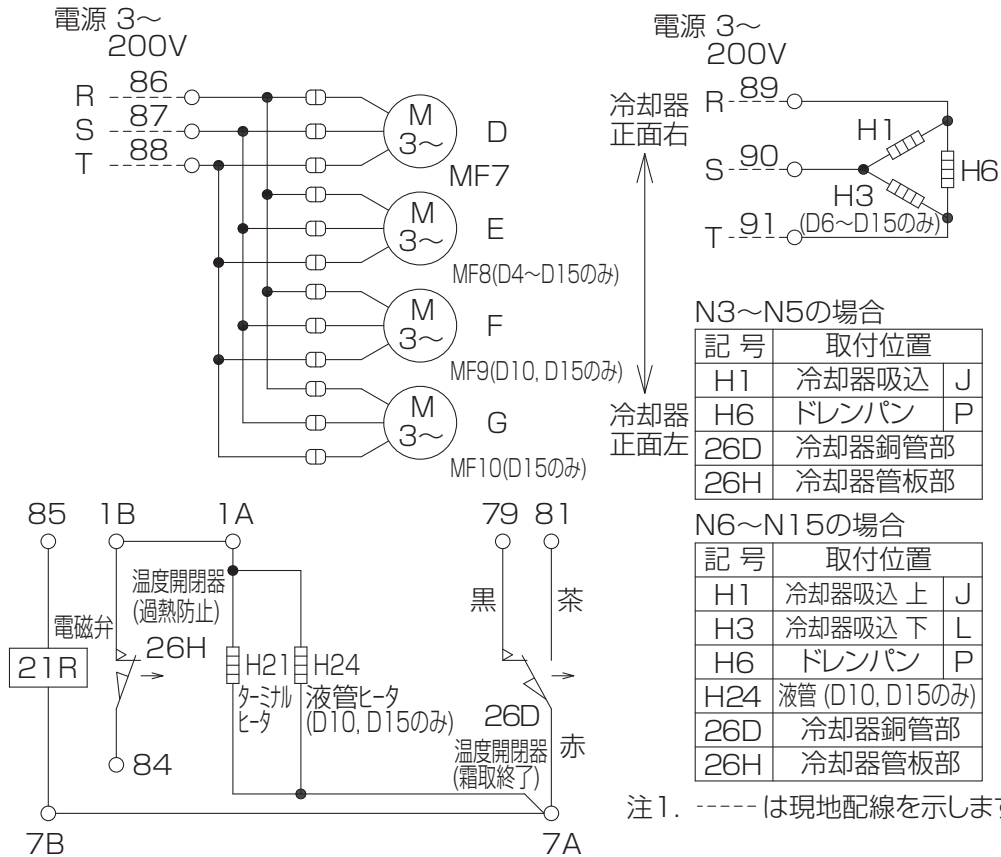 電源 3～
200V
R 86
S 87
T 88
M
3～
D
MF7
M
3～
E
MF8(D4～D15のみ)
M
3～
F
MF9(D10, D15のみ)
M
3～
G
MF10(D15のみ)
冷却器
正面右
冷却器
正面左
電源 3～
200V
R 89
S 90
T 91
H1
H6
H3
(D6～D15のみ)
N3～N5の場合
記 号 取付位置
H1 冷却器吸込 J
H6 ドレンパン P
26D 冷却器銅管部
26H 冷却器管板部
N6～N15の場合
記 号 取付位置
H1 冷却器吸込 上 J
H3 冷却器吸込 下 L
H6 ドレンパン P
H24 液管 (D10, D15のみ)
26D 冷却器銅管部
26H 冷却器管板部
85 1B 1A 79 81
温度開閉器
(過熱防止)
26H
電磁弁
21R
84
H21
ターミナル
ヒータ
H24
液管ヒータ
(D10, D15のみ)
黒 茶
26D
温度開閉器
(霜取終了)
赤
7B 7A
注1. ----- は現地配線を示します